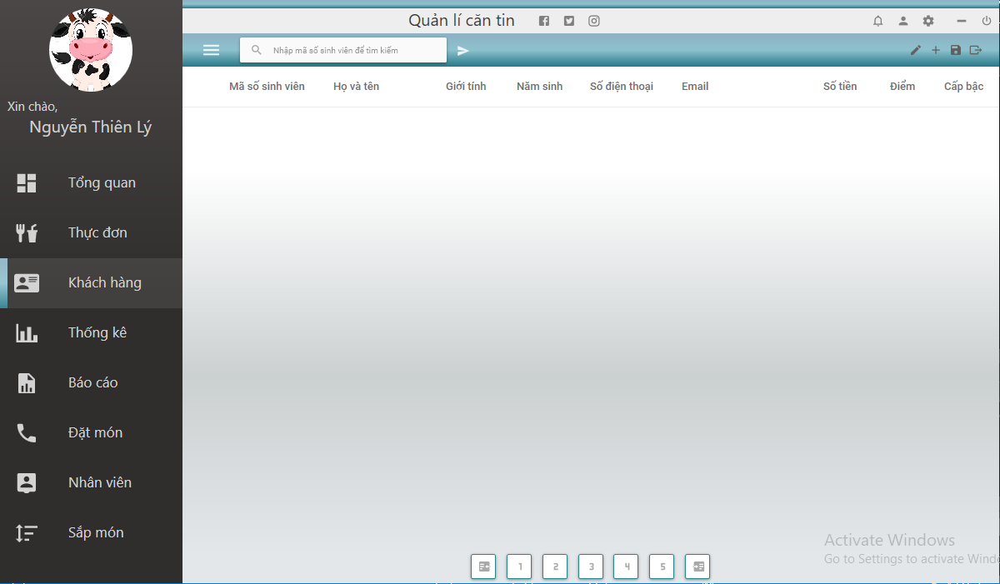 Quản lí căn tin
Nhập mã số sinh viên để tìm kiếm
Xin chào,
Nguyễn Thiên Lý
Tổng quan
Thực đơn
Khách hàng
Thống kê
Báo cáo
Đặt món
Nhân viên
Sắp món
Mã số sinh viên Họ và tên Giới tính Năm sinh Số điện thoại Email Số tiền Điểm Cấp bậc
Activate Windows
Go to Settings to activate Wind
1 2 3 4 5